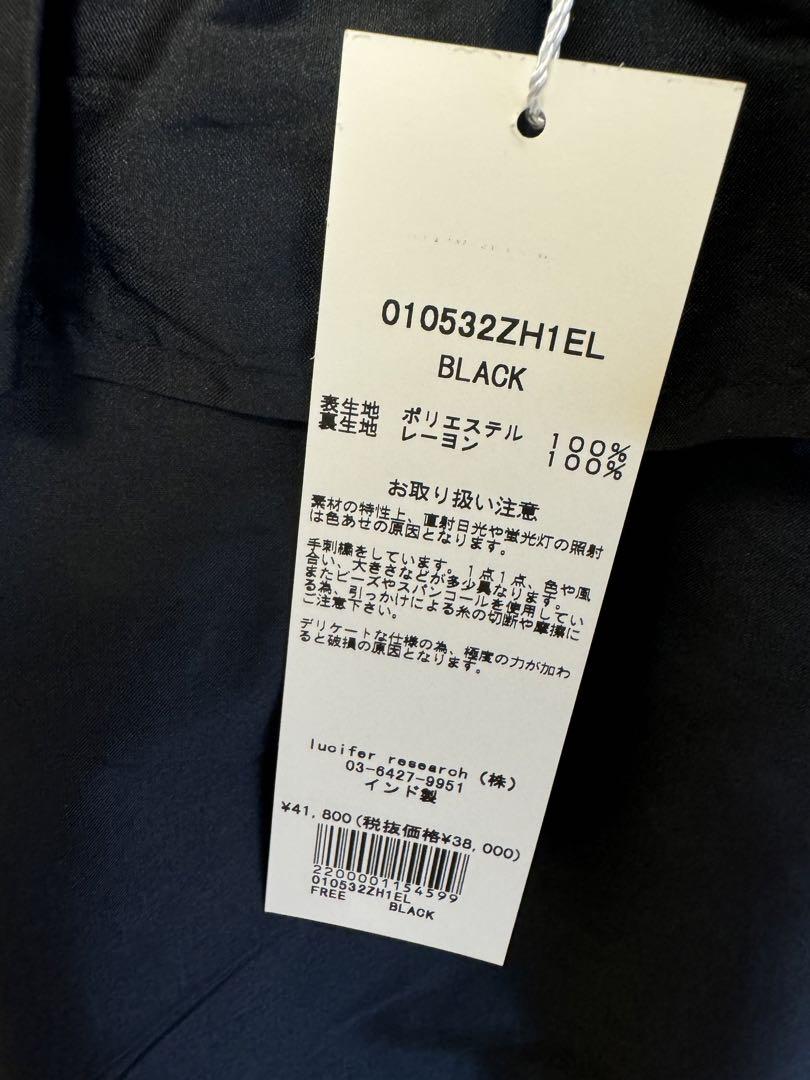 010532ZH1EL
BLACK
表生地 ポリエステル 100%
裏生地 レーヨン 100%
お取り扱い注意
素材の特性上、直射日光や蛍光灯の照射
は色あせの原因となります。
手刺繍をしています。1点1点、色や風
合い、大きさなどが多少異なります。
またビーズやスパンコールを使用してい
る為、引っかけによる糸の切断や摩擦に
ご注意下さい。
デリケートな仕様の為、極度の力が加わ
ると破損の原因となります。
lucifer research (株)
03-6427-9951
インド製
¥41,800(税抜価格¥38,000)
2200001154599
010532ZH1EL
FREE BLACK